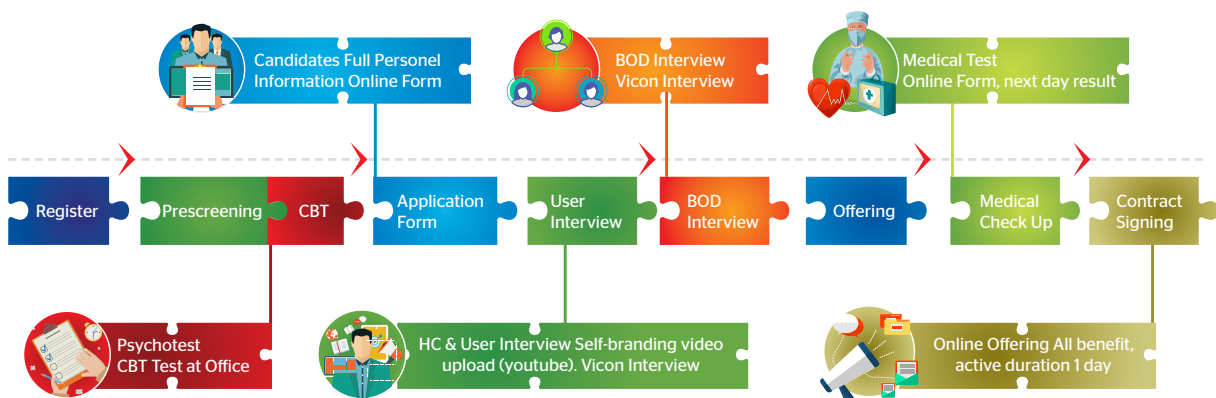 Candidates Full Personel
Information Online Form
BOD Interview
Vicon Interview
Medical Test
Online Form, next day result
Register
Prescreening
CBT
Application
Form
User
Interview
BOD
Interview
Offering
Medical
Check Up
Contract
Signing
Psychotest
CBT Test at Office
HC & User Interview Self-branding video
upload (youtube). Vicon Interview
Online Offering All benefit,
active duration 1 day